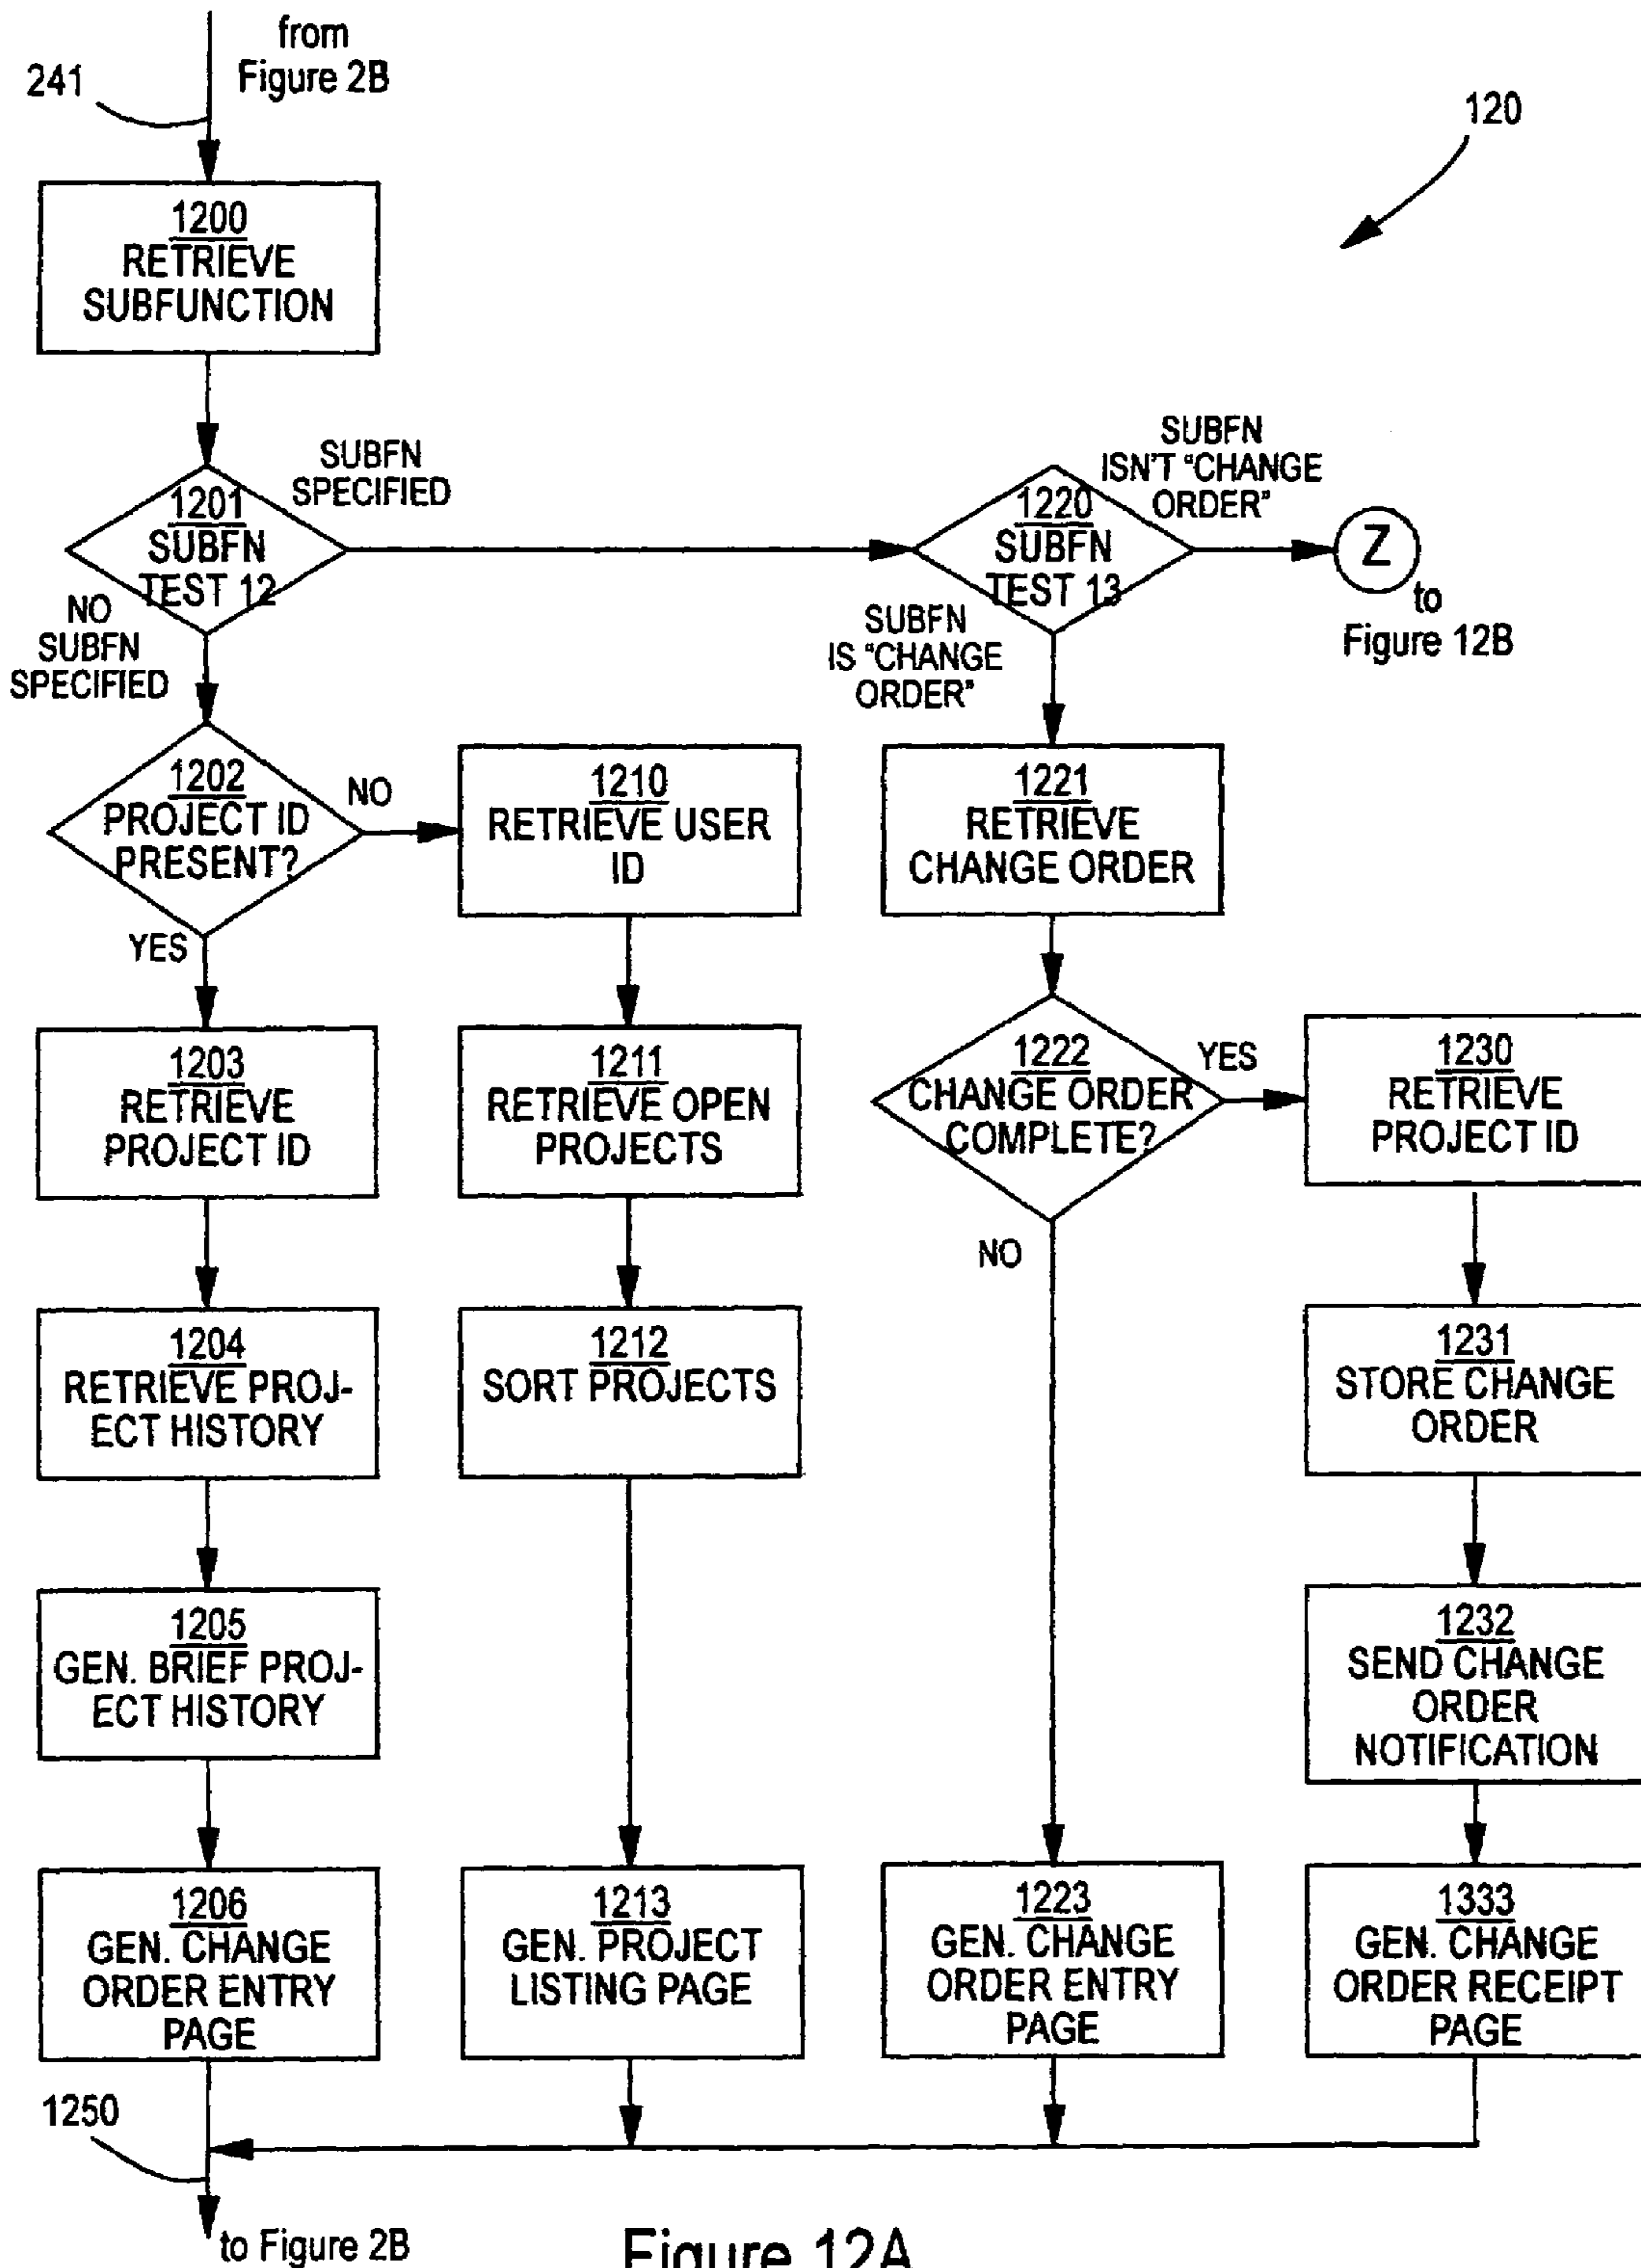 from
Figure 2B
241
120
1200
RETRIEVE
SUBFUNCTION
SUBFN
SPECIFIED
1201
SUBFN
TEST 12
NO
SUBFN
SPECIFIED
SUBFN
ISN'T "CHANGE
ORDER"
1220
SUBFN
TEST 13
Z
to
Figure 12B
SUBFN
IS "CHANGE
ORDER"
1202
PROJECT ID
PRESENT?
NO
YES
1210
RETRIEVE USER
ID
1221
RETRIEVE
CHANGE ORDER
1203
RETRIEVE
PROJECT ID
1211
RETRIEVE OPEN
PROJECTS
1222
CHANGE ORDER
COMPLETE?
YES
NO
1230
RETRIEVE
PROJECT ID
1204
RETRIEVE PROJ-
ECT HISTORY
1212
SORT PROJECTS
1231
STORE CHANGE
ORDER
1205
GEN. BRIEF PROJ-
ECT HISTORY
1232
SEND CHANGE
ORDER
NOTIFICATION
1206
GEN. CHANGE
ORDER ENTRY
PAGE
1213
GEN. PROJECT
LISTING PAGE
1223
GEN. CHANGE
ORDER ENTRY
PAGE
1333
GEN. CHANGE
ORDER RECEIPT
PAGE
1250
to Figure 2B
Figure 12A